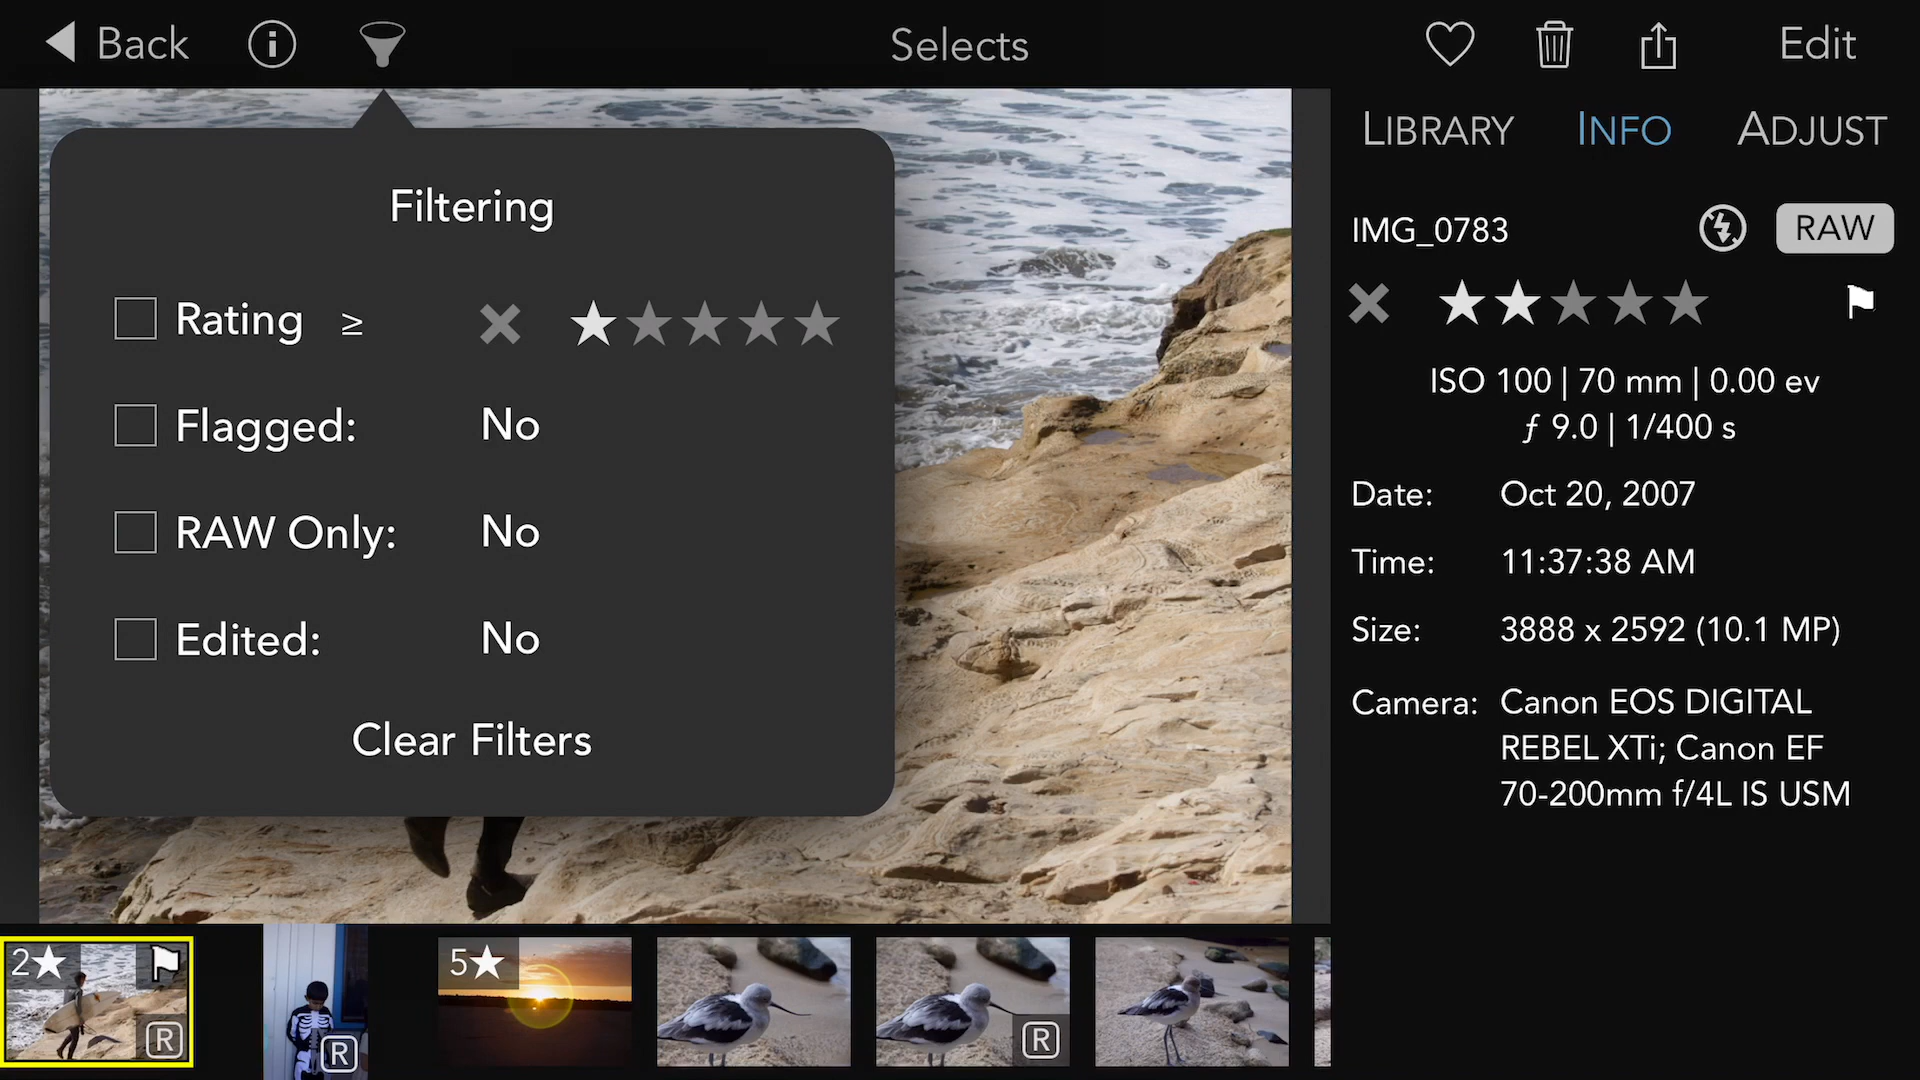 Back
Selects
Edit
LIBRARY INFO ADJUST
Filtering
Rating ≥
Flagged: No
RAW Only: No
Edited: No
Clear Filters
IMG_0783 RAW
ISO 100 | 70 mm | 0.00 ev
ƒ 9.0 | 1/400 s
Date: Oct 20, 2007
Time: 11:37:38 AM
Size: 3888 x 2592 (10.1 MP)
Camera: Canon EOS DIGITAL
REBEL XTi; Canon EF
70-200mm f/4L IS USM
2★
R
R
5★
R